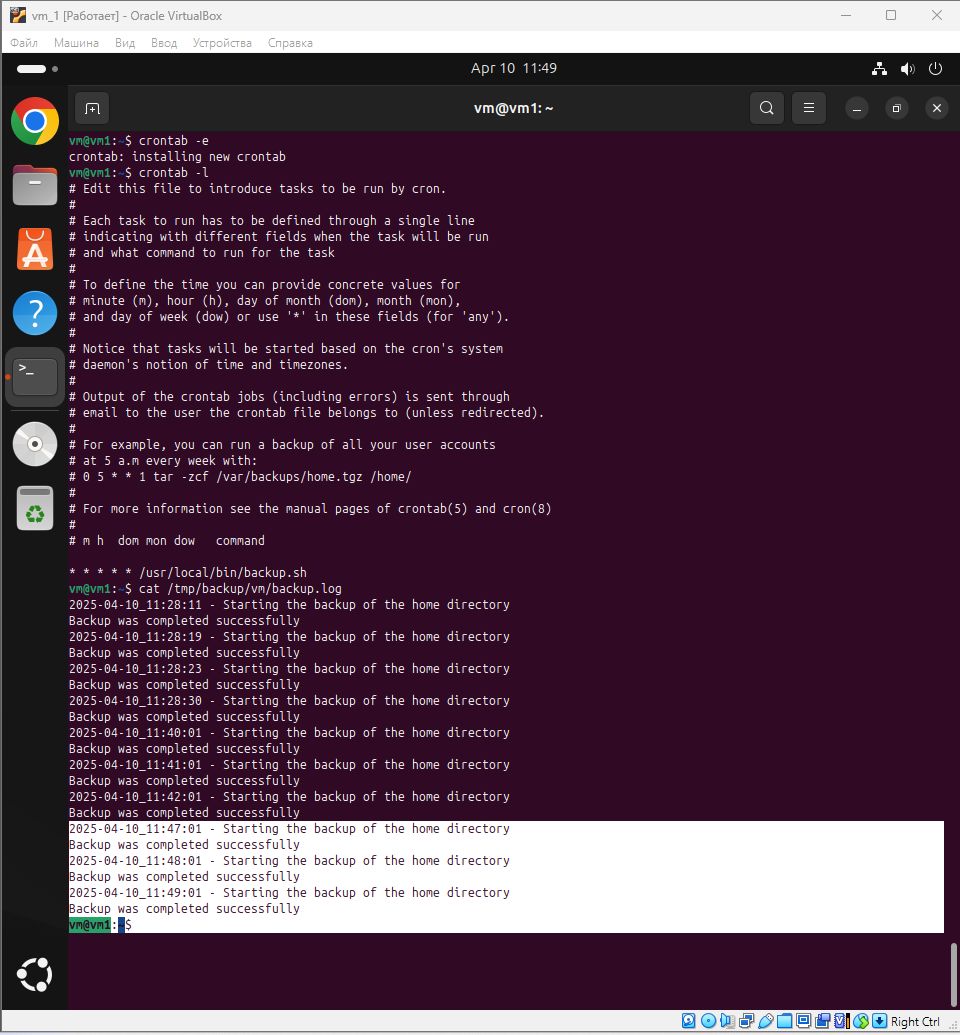 vm_1 [Работает] - Oracle VirtualBox
Файл Машина Вид Ввод Устройства Справка
Apr 10 11:49
vm@vm1: ~
vm@vm1:~$ crontab -e
crontab: installing new crontab
vm@vm1:~$ crontab -l
# Edit this file to introduce tasks to be run by cron.
#
# Each task to run has to be defined through a single line
# indicating with different fields when the task will be run
# and what command to run for the task
#
# To define the time you can provide concrete values for
# minute (m), hour (h), day of month (dom), month (mon),
# and day of week (dow) or use '*' in these fields (for 'any').
#
# Notice that tasks will be started based on the cron's system
# daemon's notion of time and timezones.
#
# Output of the crontab jobs (including errors) is sent through
# email to the user the crontab file belongs to (unless redirected).
#
# For example, you can run a backup of all your user accounts
# at 5 a.m every week with:
# 0 5 * * 1 tar -zcf /var/backups/home.tgz /home/
#
# For more information see the manual pages of crontab(5) and cron(8)
#
# m h  dom mon dow   command
* * * * * /usr/local/bin/backup.sh
vm@vm1:~$ cat /tmp/backup/vm/backup.log
2025-04-10_11:28:11 - Starting the backup of the home directory
Backup was completed successfully
2025-04-10_11:28:19 - Starting the backup of the home directory
Backup was completed successfully
2025-04-10_11:28:23 - Starting the backup of the home directory
Backup was completed successfully
2025-04-10_11:28:30 - Starting the backup of the home directory
Backup was completed successfully
2025-04-10_11:40:01 - Starting the backup of the home directory
Backup was completed successfully
2025-04-10_11:41:01 - Starting the backup of the home directory
Backup was completed successfully
2025-04-10_11:42:01 - Starting the backup of the home directory
Backup was completed successfully
2025-04-10_11:47:01 - Starting the backup of the home directory
Backup was completed successfully
2025-04-10_11:48:01 - Starting the backup of the home directory
Backup was completed successfully
2025-04-10_11:49:01 - Starting the backup of the home directory
Backup was completed successfully
vm@vm1:~$
Right Ctrl